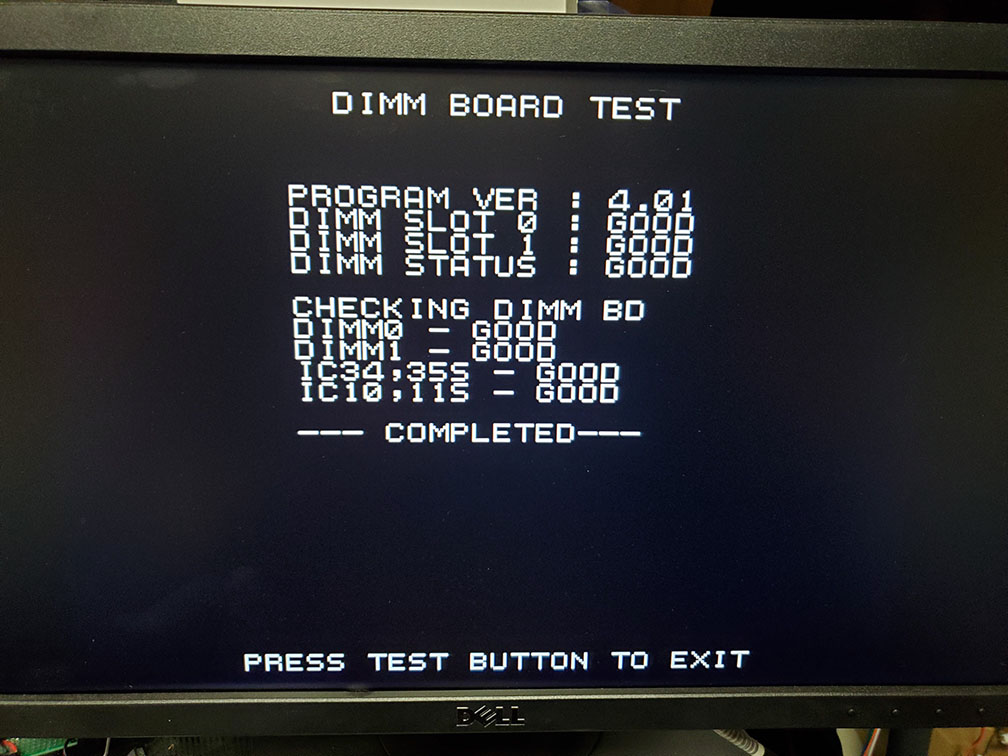 DIMM BOARD TEST
PROGRAM VER : 4.01
DIMM SLOT 0 : GOOD
DIMM SLOT 1 : GOOD
DIMM STATUS : GOOD
CHECKING DIMM BD
DIMM0 - GOOD
DIMM1 - GOOD
IC34;35S - GOOD
IC10;11S - GOOD
--- COMPLETED---
PRESS TEST BUTTON TO EXIT
DELL